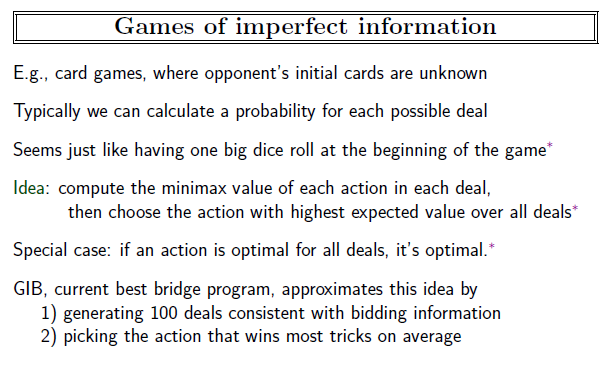 Games of imperfect information
E.g., card games, where opponent's initial cards are unknown
Typically we can calculate a probability for each possible deal
Seems just like having one big dice roll at the beginning of the game*
Idea: compute the minimax value of each action in each deal,
then choose the action with highest expected value over all deals*
Special case: if an action is optimal for all deals, it's optimal.*
GIB, current best bridge program, approximates this idea by
1) generating 100 deals consistent with bidding information
2) picking the action that wins most tricks on average